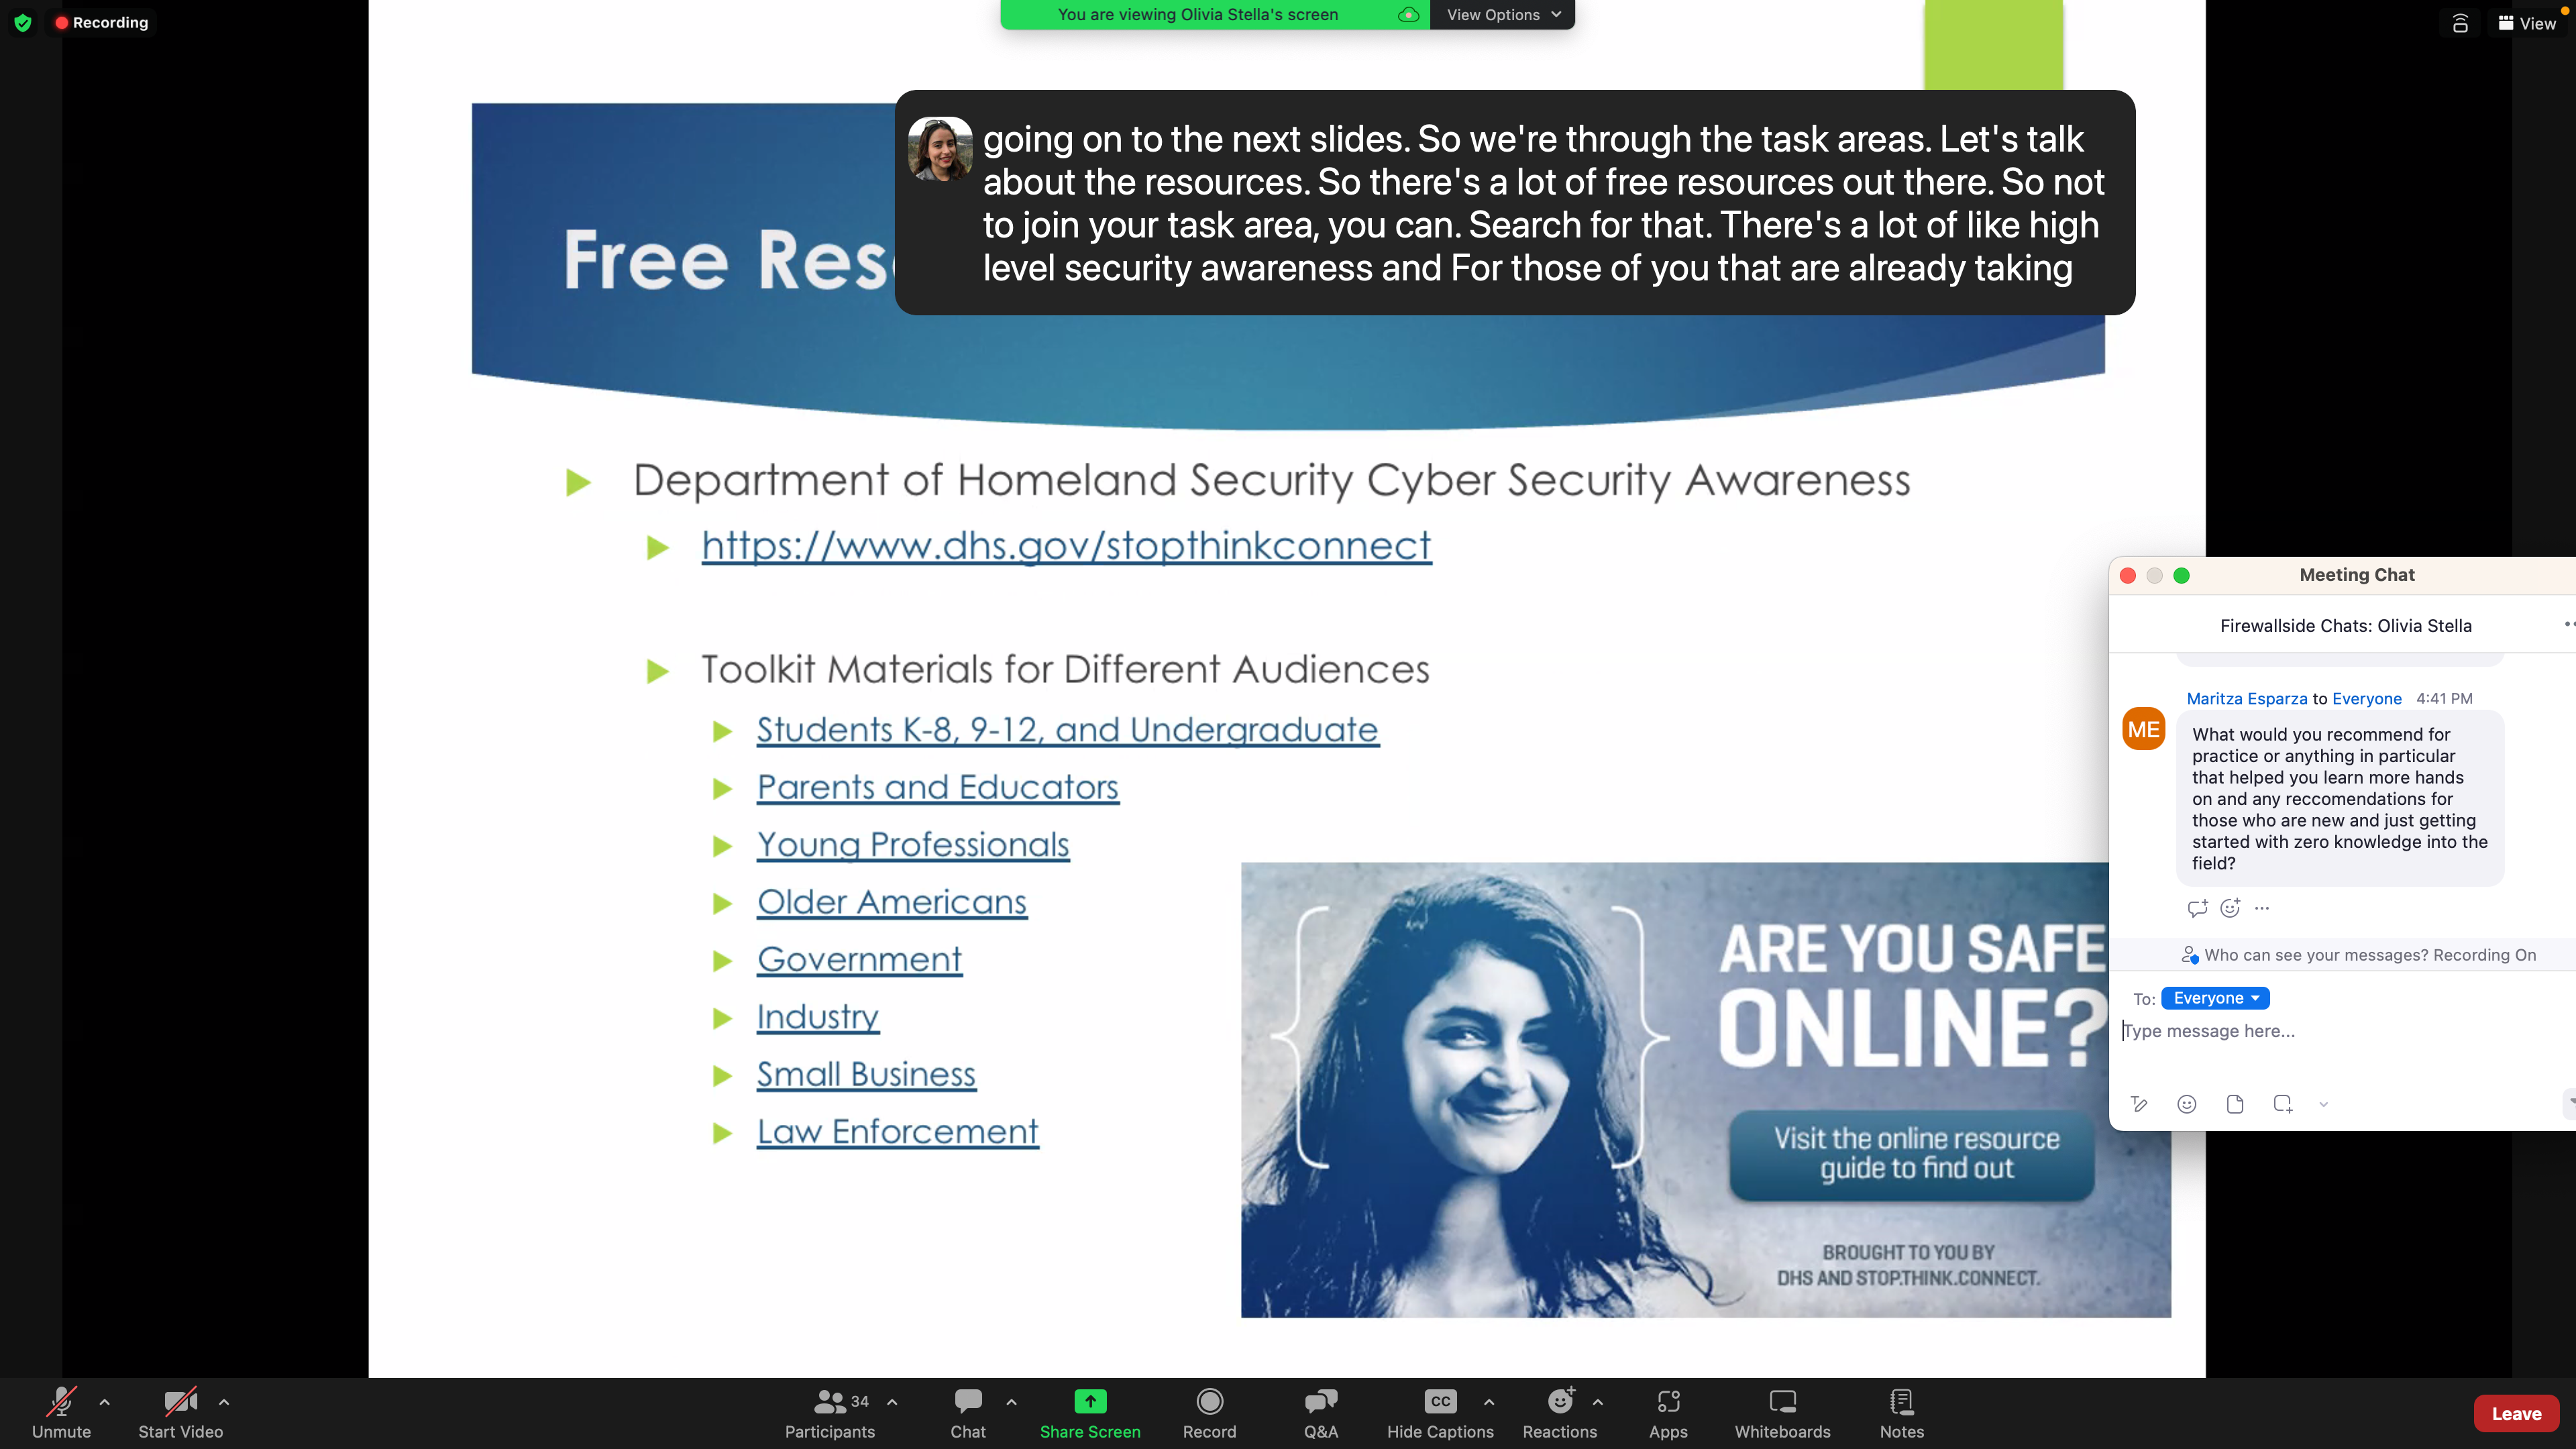 Recording
You are viewing Olivia Stella's screen
View Options
View
going on to the next slides. So we're through the task areas. Let's talk
about the resources. So there's a lot of free resources out there. So not
to join your task area, you can. Search for that. There's a lot of like high
level security awareness and For those of you that are already taking
Free Res
Department of Homeland Security Cyber Security Awareness
https://www.dhs.gov/stopthinkconnect
Toolkit Materials for Different Audiences
Students K-8, 9-12, and Undergraduate
Parents and Educators
Young Professionals
Older Americans
Government
Industry
Small Business
Law Enforcement
ARE YOU SAFE
ONLINE?
Visit the online resource
guide to find out
BROUGHT TO YOU BY
DHS AND STOP.THINK.CONNECT.
Meeting Chat
Firewallside Chats: Olivia Stella
Maritza Esparza to Everyone 4:41 PM
ME
What would you recommend for
practice or anything in particular
that helped you learn more hands
on and any reccomendations for
those who are new and just getting
started with zero knowledge into the
field?
Who can see your messages? Recording On
To: Everyone
Type message here...
Unmute
Start Video
34
Participants
Chat
Share Screen
Record
Q&A
CC
Hide Captions
Reactions
Apps
Whiteboards
Notes
Leave